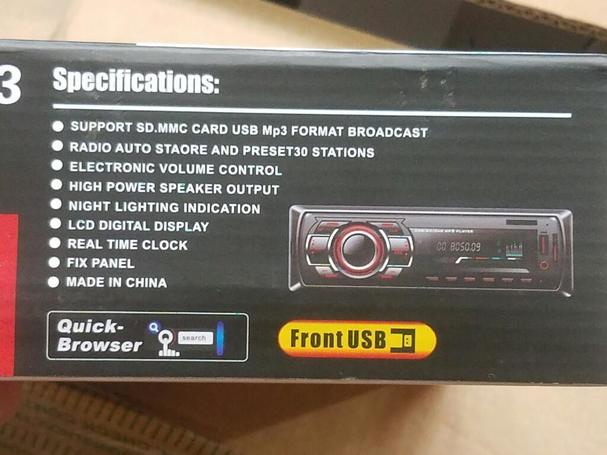 3 Specifications:
SUPPORT SD.MMC CARD USB Mp3 FORMAT BROADCAST
RADIO AUTO STAORE AND PRESET30 STATIONS
ELECTRONIC VOLUME CONTROL
HIGH POWER SPEAKER OUTPUT
NIGHT LIGHTING INDICATION
LCD DIGITAL DISPLAY
REAL TIME CLOCK
FIX PANEL
MADE IN CHINA
Quick-
Browser
search
Front USB